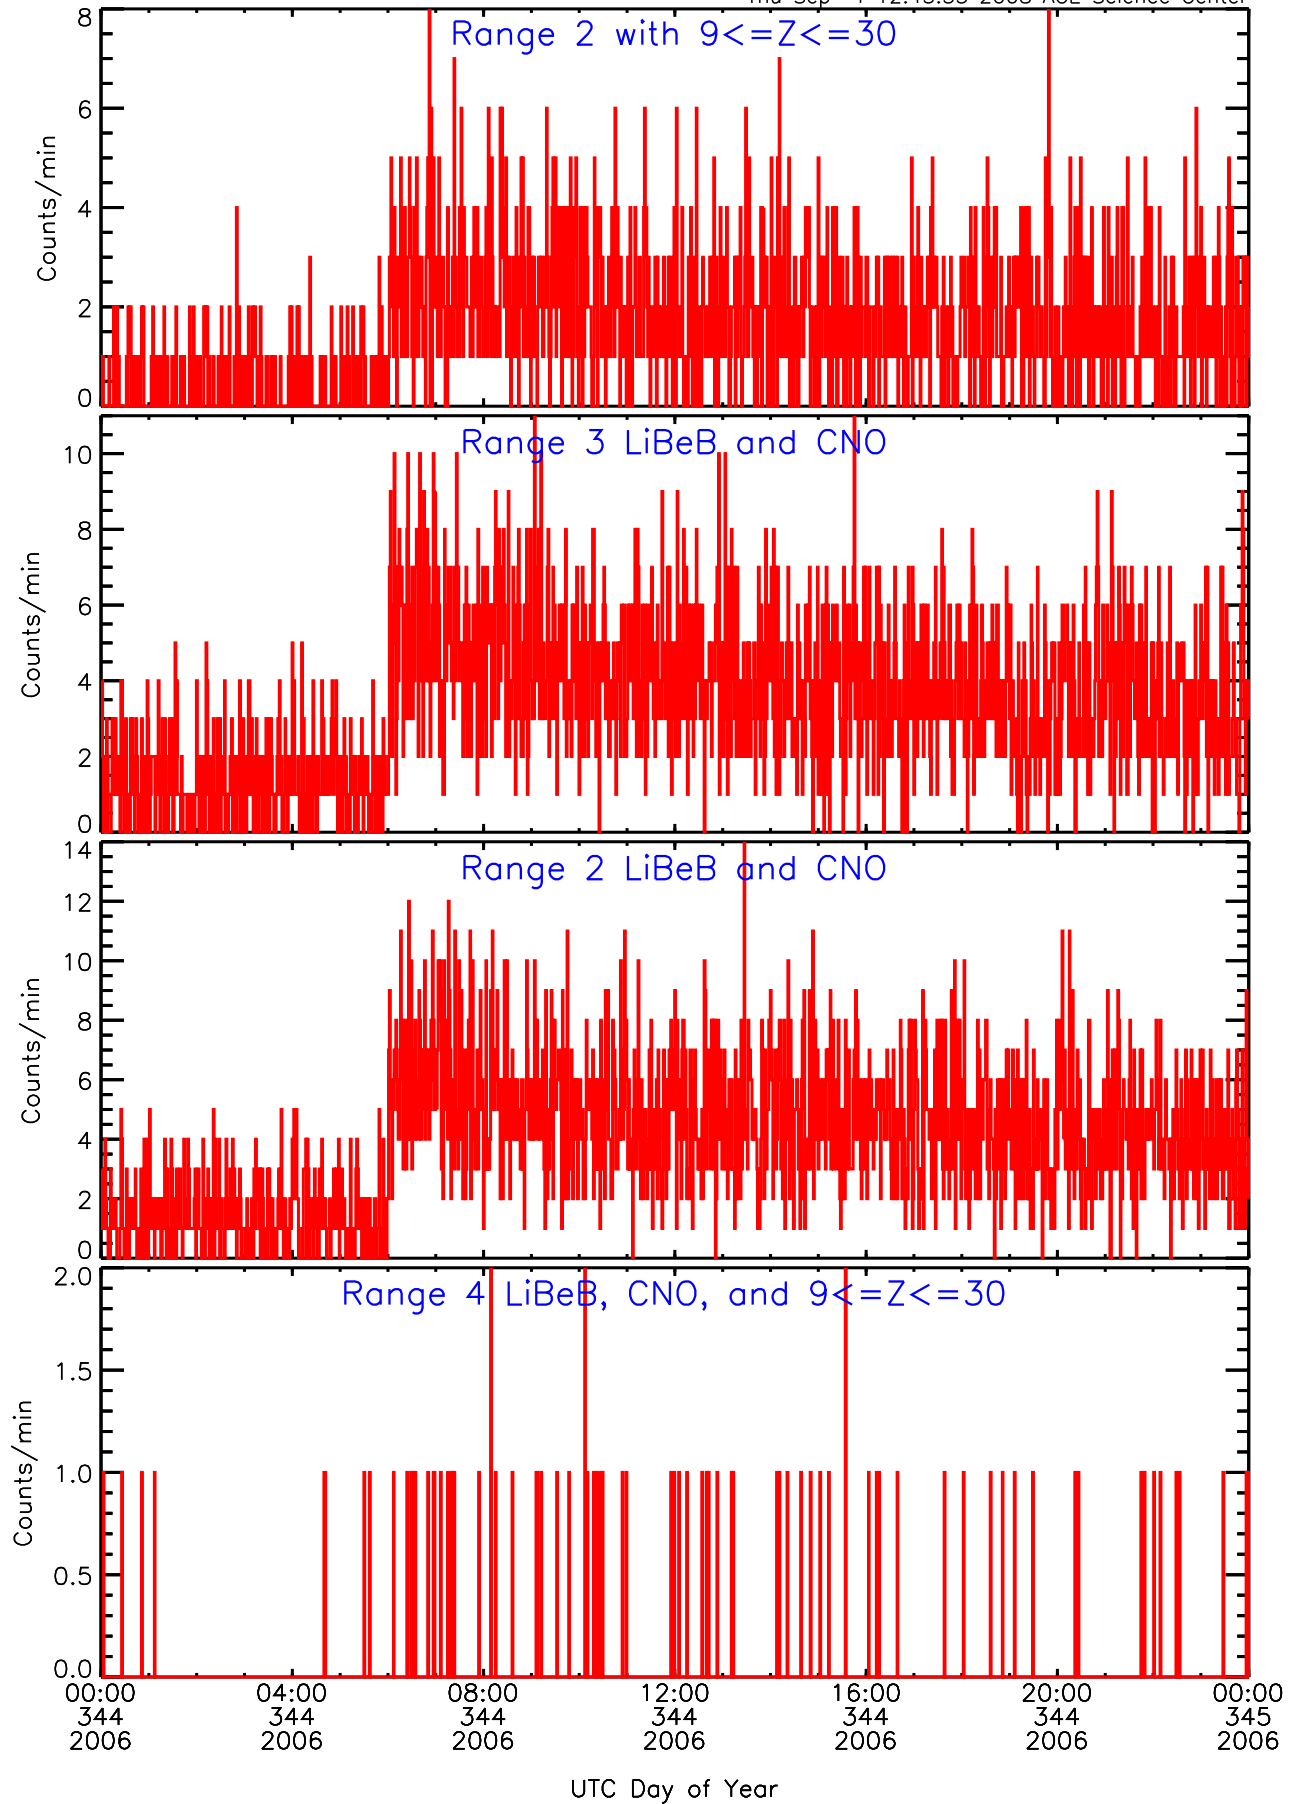 Range 2 with 9<=Z<=30
8
6
4
2
0
Counts/min
Range 3 LiBeB and CNO
10
8
6
4
2
0
Counts/min
Range 2 LiBeB and CNO
14
12
10
8
6
4
2
0
Counts/min
Range 4 LiBeB, CNO, and 9<=Z<=30
2.0
1.5
1.0
0.5
0.0
Counts/min
00:00 04:00 08:00 12:00 16:00 20:00 00:00
344 344 344 344 344 344 345
2006 2006 2006 2006 2006 2006 2006
UTC Day of Year